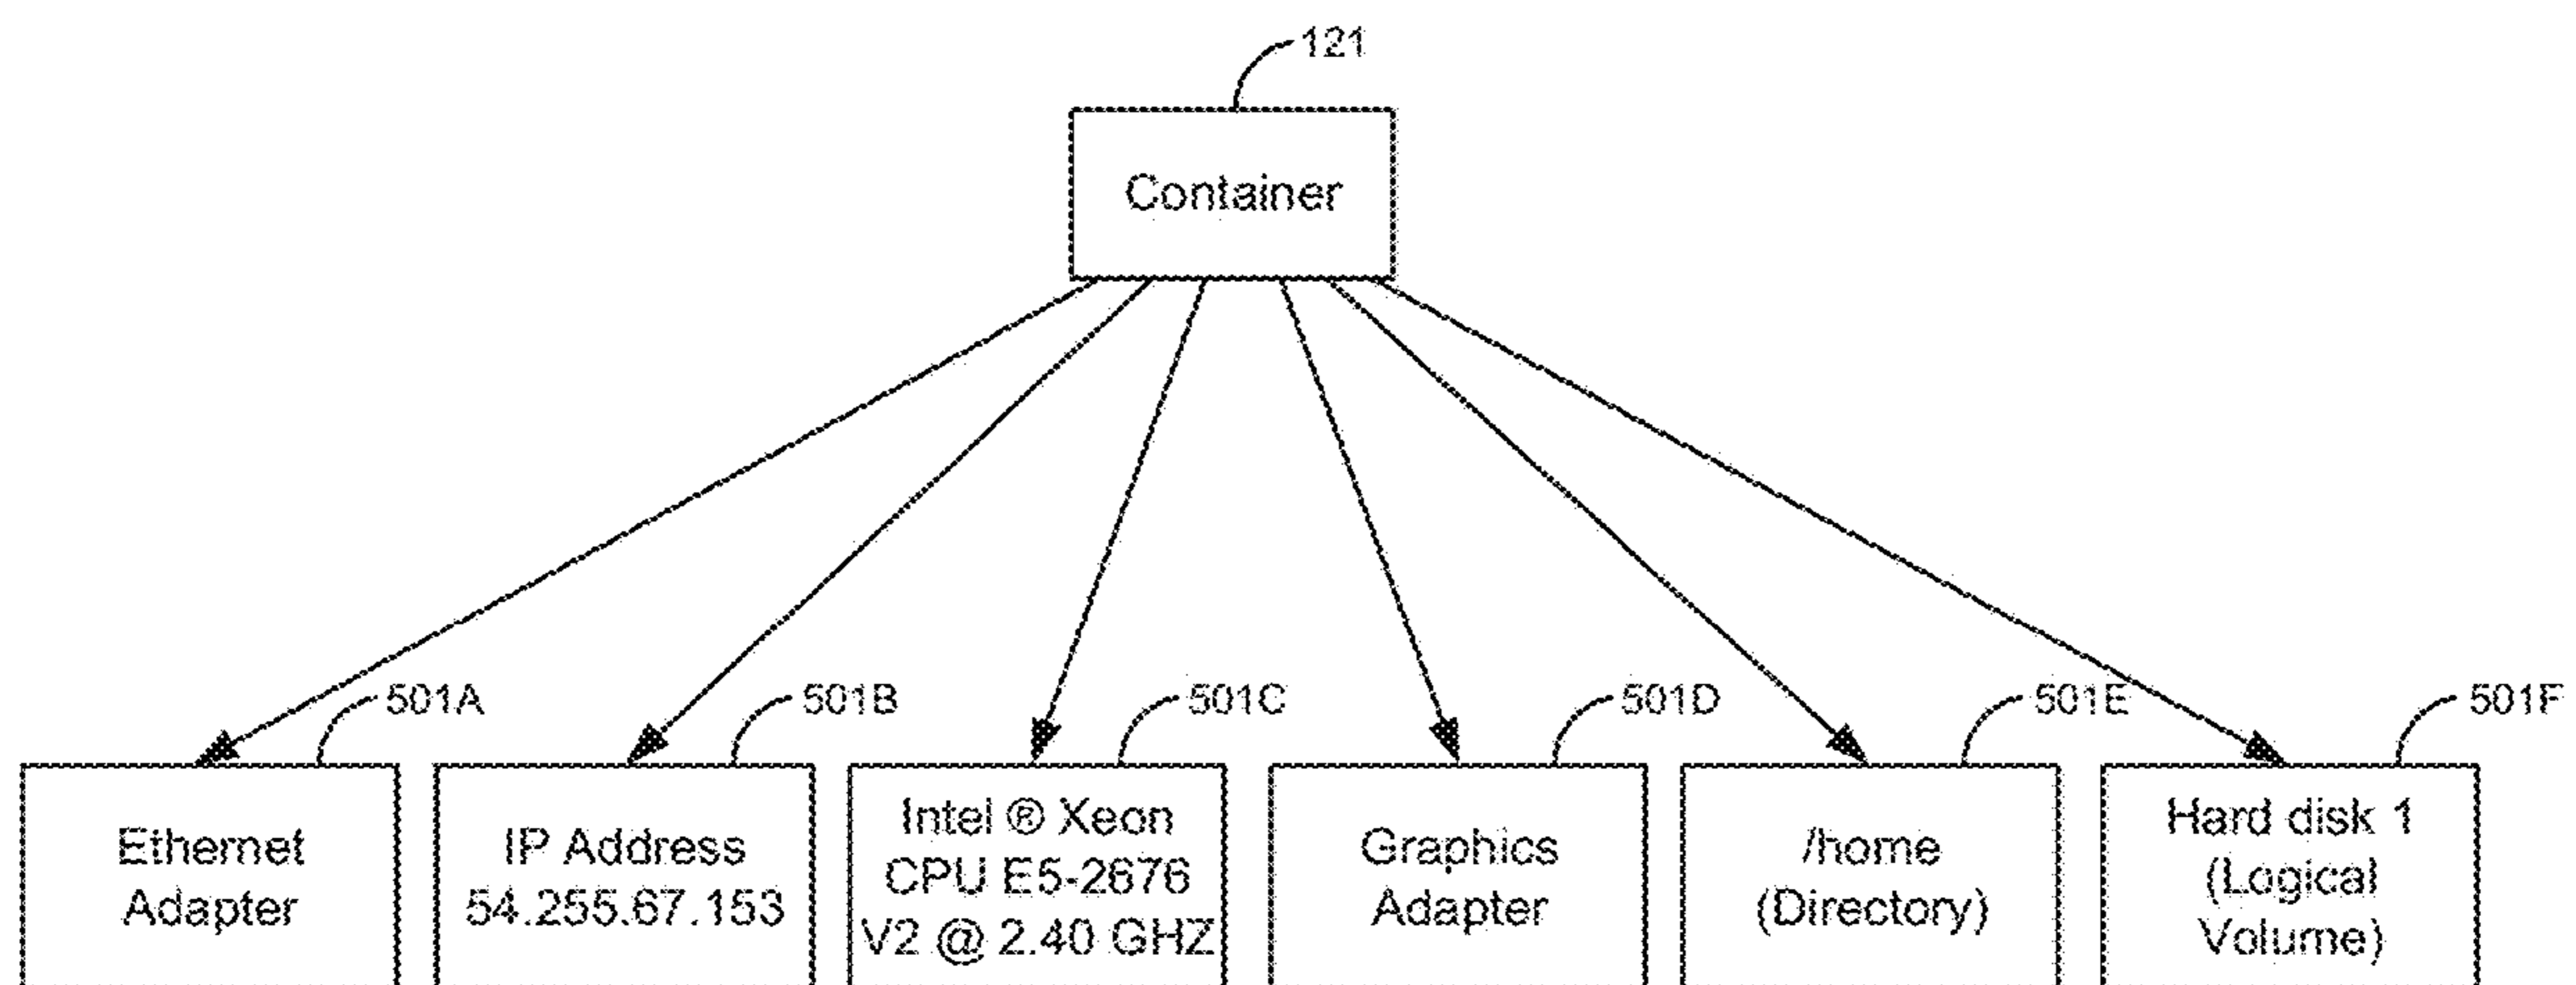 121
Container
501A
501B
501C
501D
501E
501F
Ethernet
Adapter
IP Address
54.255.67.153
Intel ® Xeon
CPU E5-2676
V2 @ 2.40 GHZ
Graphics
Adapter
/home
(Directory)
Hard disk 1
(Logical
Volume)